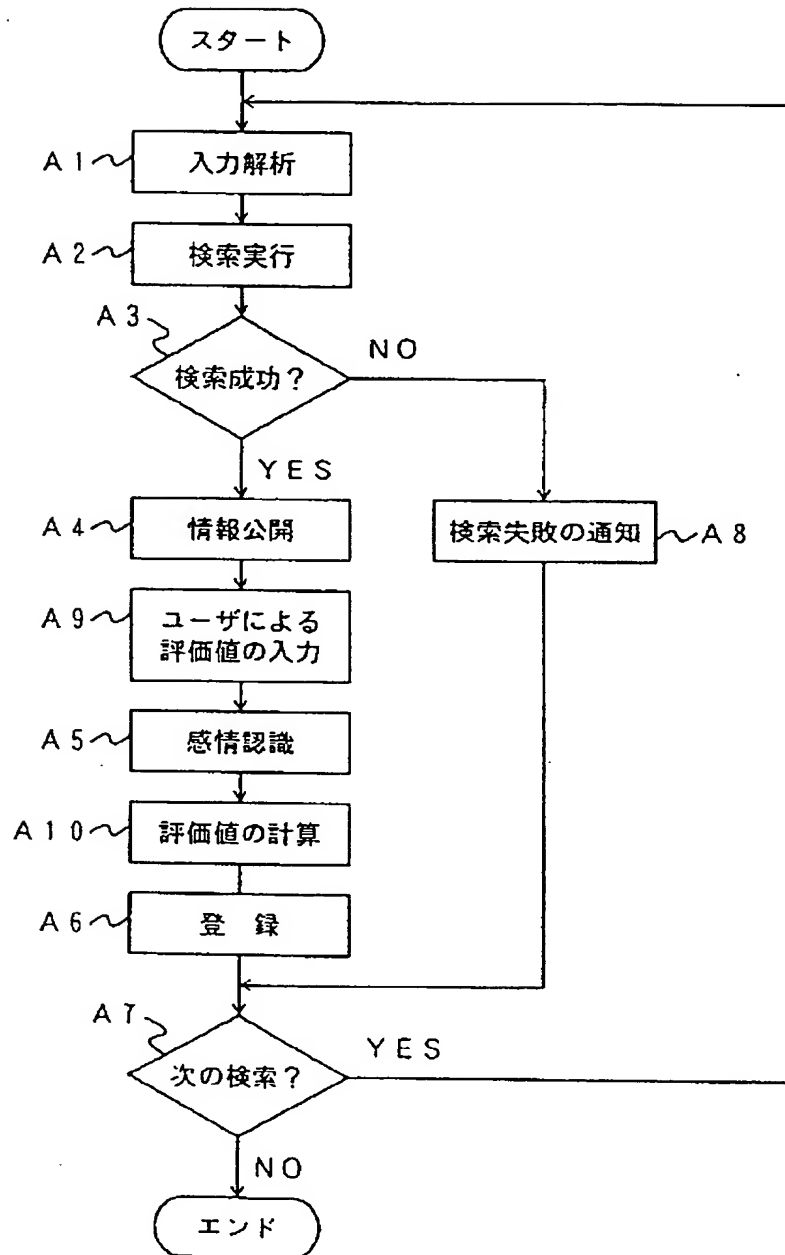 スタート
A1
入力解析
A2
検索実行
A3
検索成功?
NO
YES
A4
情報公開
検索失敗の通知
A8
A9
ユーザによる
評価値の入力
A5
感情認識
A10
評価値の計算
A6
登 録
A7
次の検索?
YES
NO
エンド